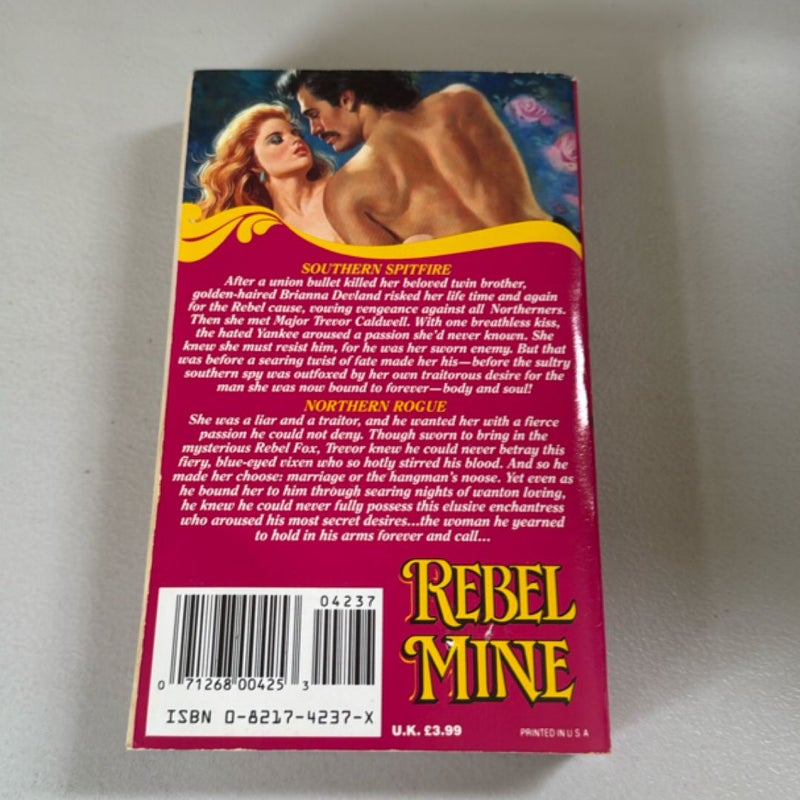 SOUTHERN SPITFIRE
After a union bullet killed her beloved twin brother,
golden-haired Brianna Devland risked her life time and again
for the Rebel cause, vowing vengeance against all Northerners.
Then she met Major Trevor Caldwell. With one breathless kiss,
the hated Yankee aroused a passion she'd never known. She
knew she must resist him, for he was her sworn enemy. But that
was before a searing twist of fate made her his—before the sultry
southern spy was outfoxed by her own traitorous desire for the
man she was now bound to forever—body and soul!
NORTHERN ROGUE
She was a liar and a traitor, and he wanted her with a fierce
passion he could not deny. Though sworn to bring in the
mysterious Rebel Fox, Trevor knew he could never betray this
fiery, blue-eyed vixen who so hotly stirred his blood. And so he
made her choose: marriage or the hangman's noose. Yet even as
he bound her to him through searing nights of wanton loving,
he knew he could never fully possess this elusive enchantress
who aroused his most secret desires...the woman he yearned
to hold in his arms forever and call...
REBEL
MINE
04237
0 71268 00425 3
ISBN 0-8217-4237-X
U.K. £3.99
PRINTED IN U S A